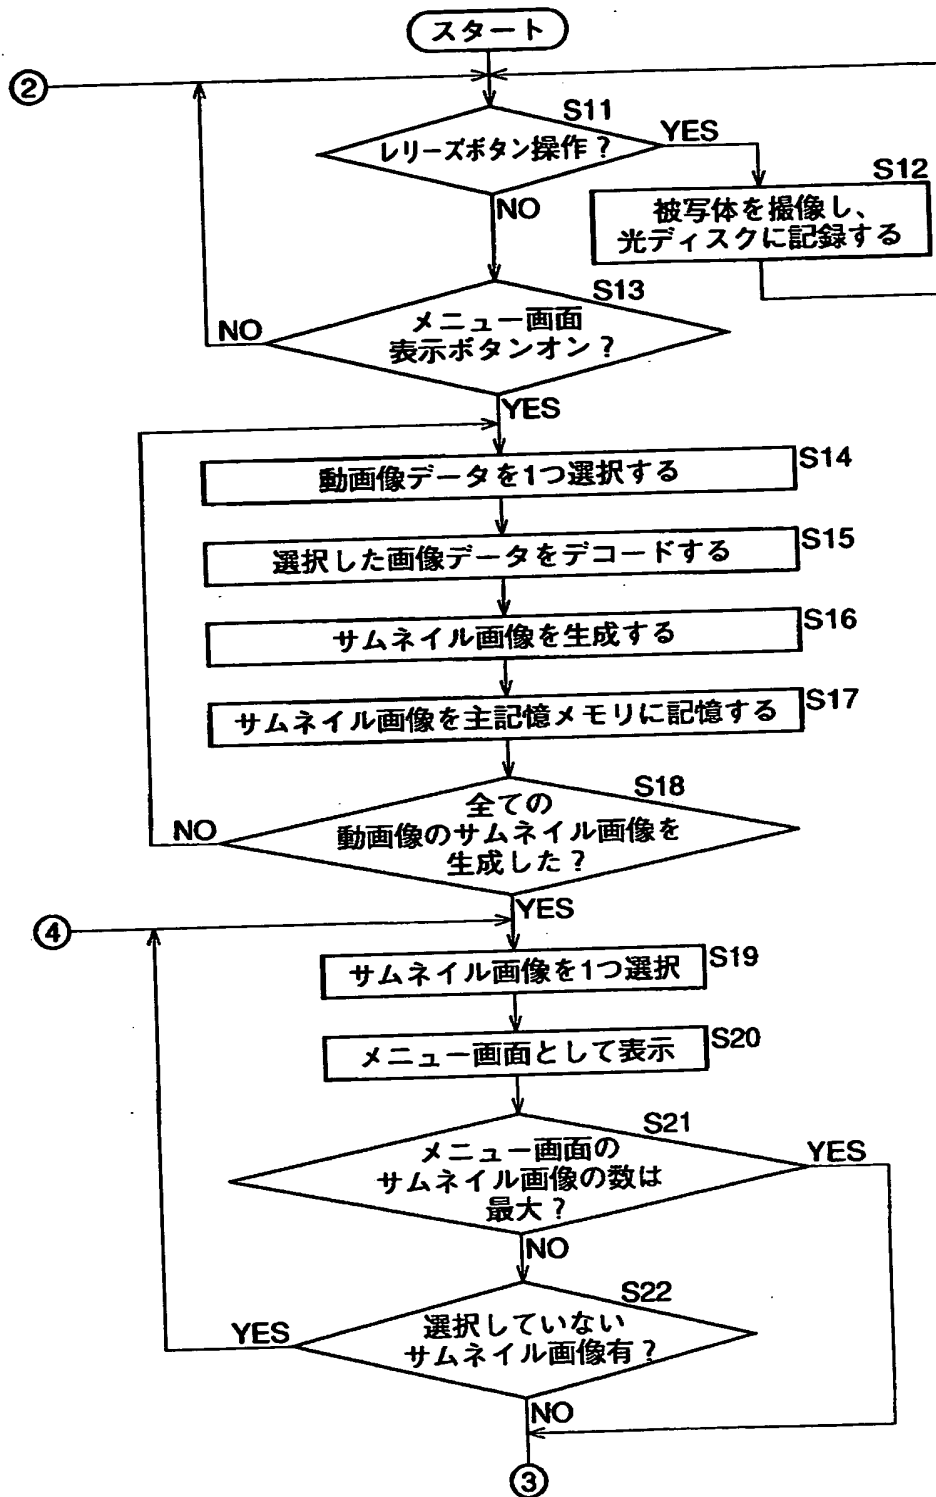 スタート
②
S11
レリーズボタン操作？
YES
NO
S12
被写体を撮像し、
光ディスクに記録する
S13
メニュー画面
表示ボタンオン？
NO
YES
動画像データを1つ選択する
S14
選択した画像データをデコードする
S15
サムネイル画像を生成する
S16
サムネイル画像を主記憶メモリに記憶する
S17
S18
全ての
動画像のサムネイル画像を
生成した？
NO
YES
④
サムネイル画像を1つ選択
S19
メニュー画面として表示
S20
S21
メニュー画面の
サムネイル画像の数は
最大？
YES
NO
S22
選択していない
サムネイル画像有？
YES
NO
③